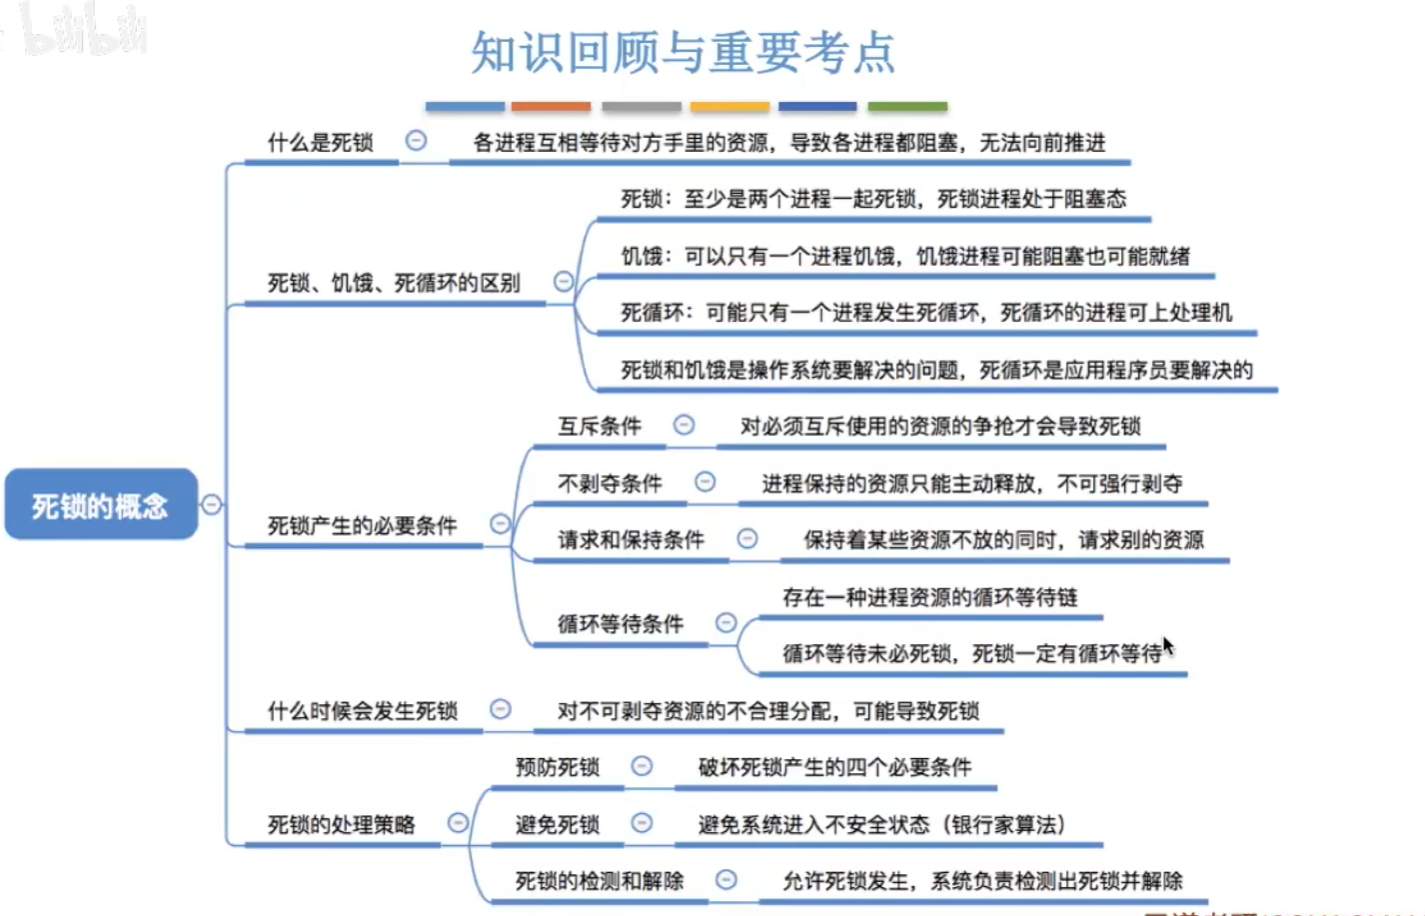 bilibili
知识回顾与重要考点
什么是死锁
各进程互相等待对方手里的资源，导致各进程都阻塞，无法向前推进
死锁、饥饿、死循环的区别
死锁：至少是两个进程一起死锁，死锁进程处于阻塞态
饥饿：可以只有一个进程饥饿，饥饿进程可能阻塞也可能就绪
死循环：可能只有一个进程发生死循环，死循环的进程可上处理机
死锁和饥饿是操作系统要解决的问题，死循环是应用程序员要解决的
死锁的概念
死锁产生的必要条件
互斥条件
对必须互斥使用的资源的争抢才会导致死锁
不剥夺条件
进程保持的资源只能主动释放，不可强行剥夺
请求和保持条件
保持着某些资源不放的同时，请求别的资源
循环等待条件
存在一种进程资源的循环等待链
循环等待未必死锁，死锁一定有循环等待
什么时候会发生死锁
对不可剥夺资源的不合理分配，可能导致死锁
死锁的处理策略
预防死锁
破坏死锁产生的四个必要条件
避免死锁
避免系统进入不安全状态（银行家算法）
死锁的检测和解除
允许死锁发生，系统负责检测出死锁并解除